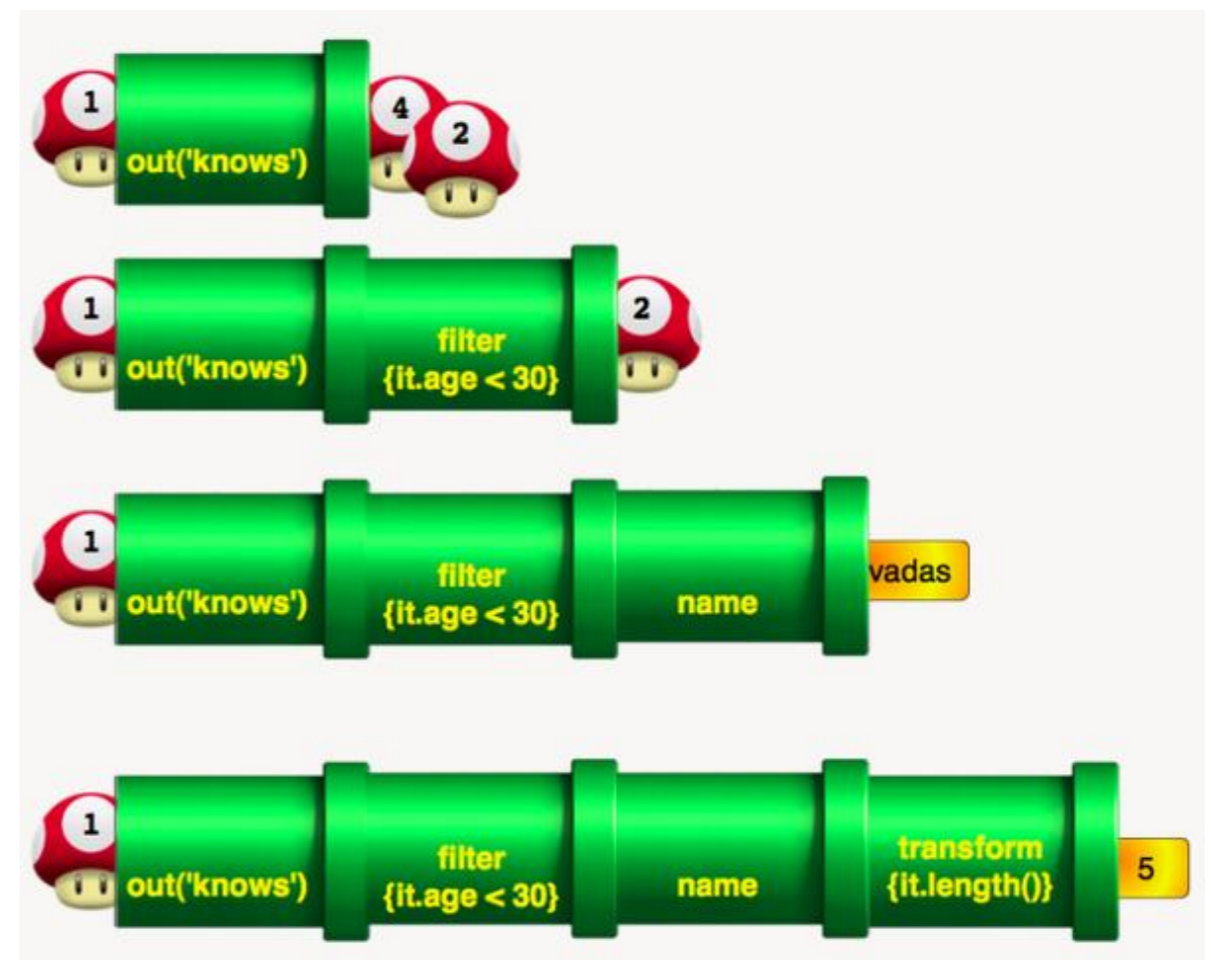 1
out('knows')
4
2
1
out('knows')
filter
{it.age < 30}
2
1
out('knows')
filter
{it.age < 30}
name
vadas
1
out('knows')
filter
{it.age < 30}
name
transform
{it.length()}
5